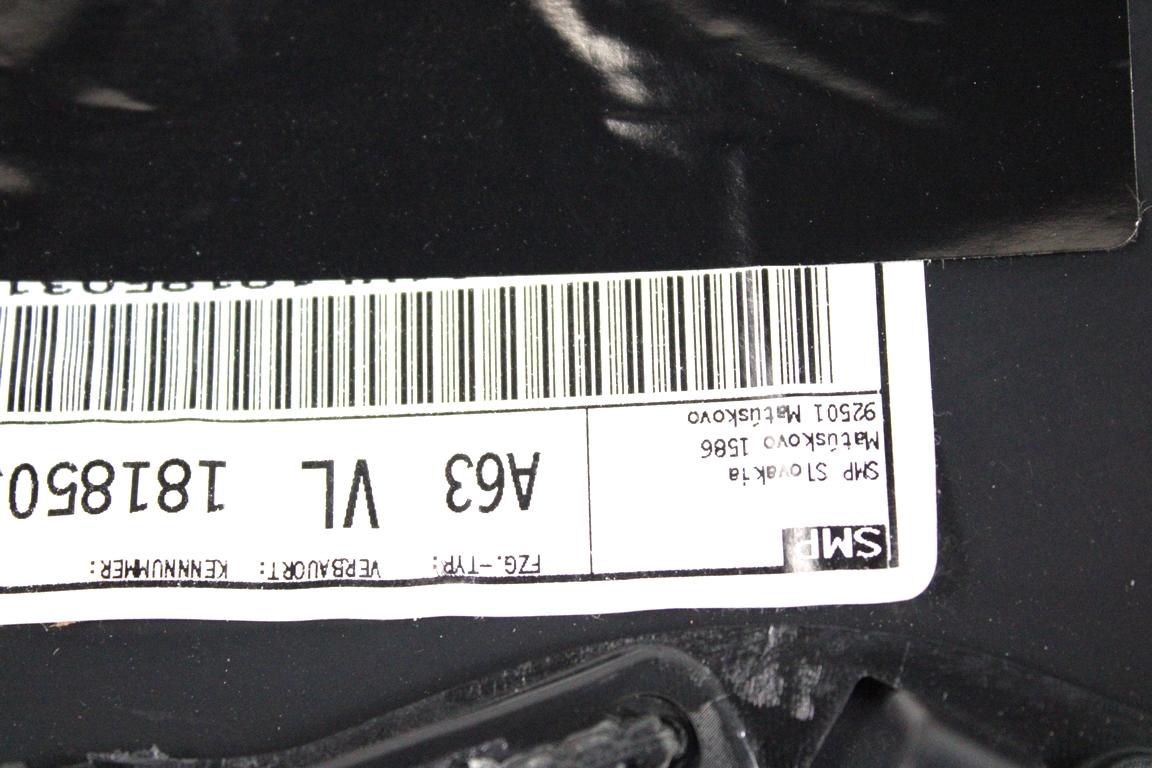 SMP
SMP Slovakia
Matúskovo 1586
92501 Matúskovo
FZG.-TYP: VERBAUORT: KENNNUMMER:
A63 VL 181850